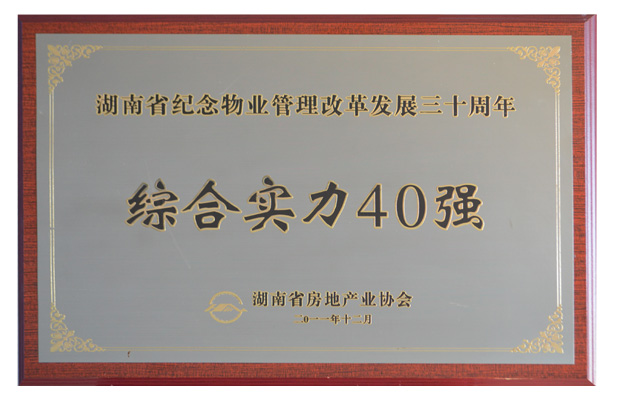 湖南省纪念物业管理改革发展三十周年
综合实力40强
湖南省房地产业协会
二0一一年十二月